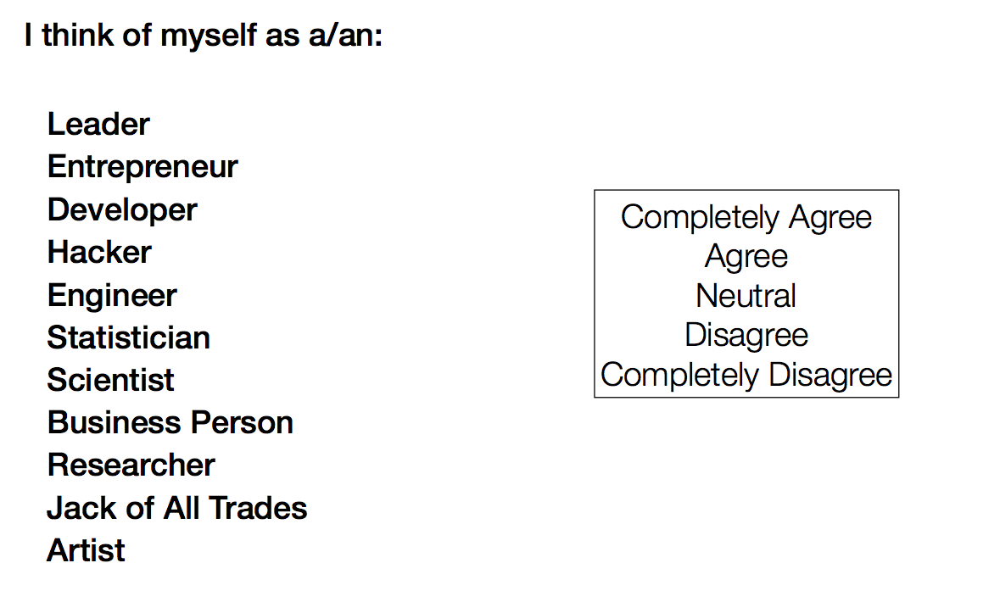 I think of myself as a/an:
Leader
Entrepreneur
Developer
Hacker
Engineer
Statistician
Scientist
Business Person
Researcher
Jack of All Trades
Artist
Completely Agree
Agree
Neutral
Disagree
Completely Disagree